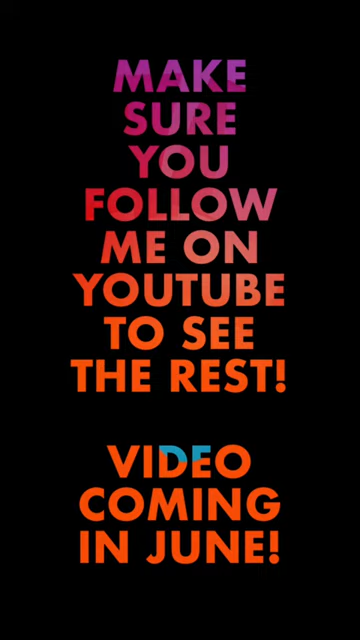 MAKE
SURE
YOU
FOLLOW
ME ON
YOUTUBE
TO SEE
THE REST!
VIDEO
COMING
IN JUNE!